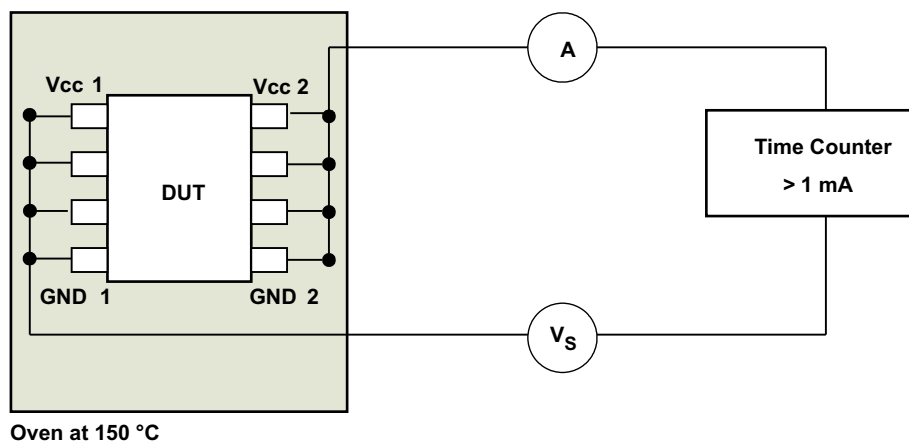 A
Vcc 1
Vcc 2
Time Counter
> 1 mA
DUT
GND 1
GND 2
VS
Oven at 150 °C